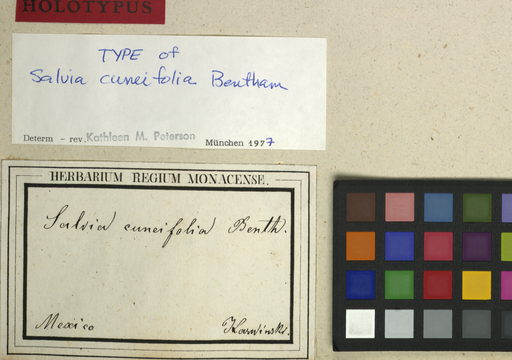 HOLOTYPUS
TYPE of
Salvia cuneifolia Bentham
Determ - rev. Kathleen M. Peterson München 1977
HERBARIUM REGIUM MONACENSE.
Salvia cuneifolia Benth.
Mexico Karwinski.